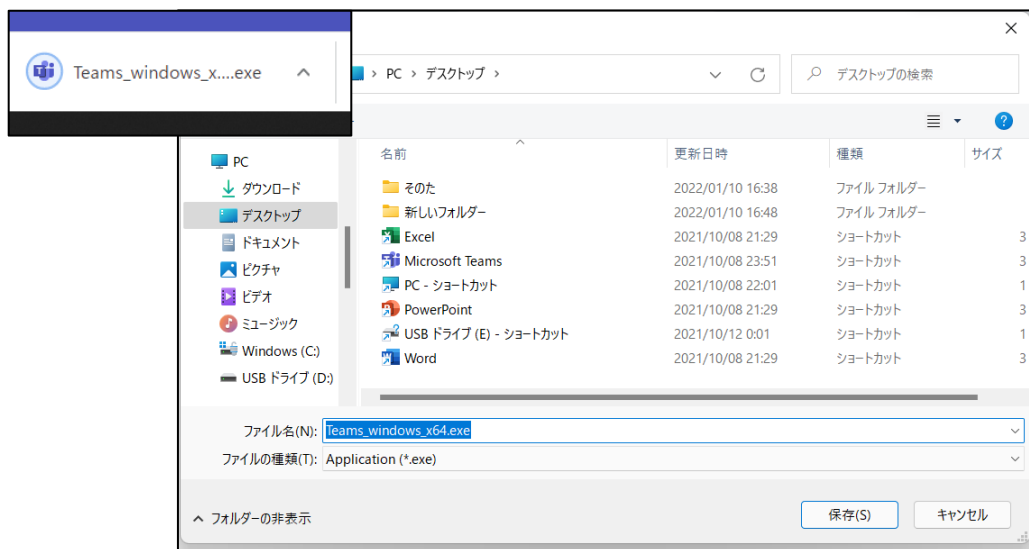 Teams_windows_x....exe
PC > デスクトップ >
デスクトップの検索
名前 更新日時 種類 サイズ
PC
ダウンロード
デスクトップ
ドキュメント
ピクチャ
ビデオ
ミュージック
Windows (C:)
USB ドライブ (D:)
そのた 2022/01/10 16:38 ファイル フォルダー
新しいフォルダー 2022/01/10 16:48 ファイル フォルダー
Excel 2021/10/08 21:29 ショートカット 3
Microsoft Teams 2021/10/08 23:51 ショートカット 3
PC - ショートカット 2021/10/08 22:01 ショートカット 1
PowerPoint 2021/10/08 21:29 ショートカット 3
USB ドライブ (E) - ショートカット 2021/10/12 0:01 ショートカット 1
Word 2021/10/08 21:29 ショートカット 3
ファイル名(N): Teams_windows_x64.exe
ファイルの種類(T): Application (*.exe)
フォルダーの非表示 保存(S) キャンセル